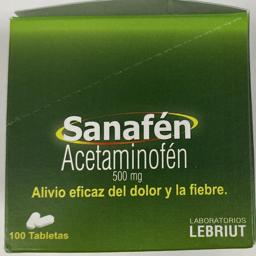 Sanafén
Acetaminofén
500 mg
Alivio eficaz del dolor y la fiebre.
100 Tabletas
LABORATORIOS
LEBRIUT